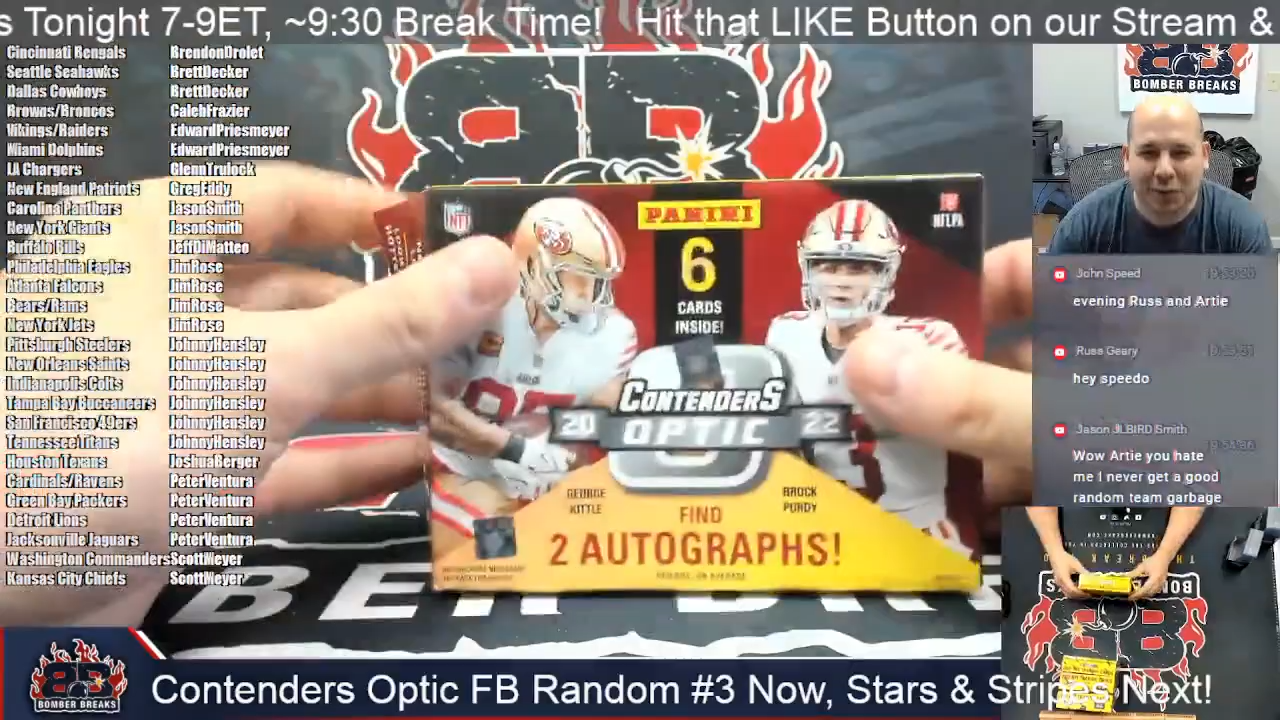 s Tonight 7-9ET, ~9:30 Break Time! Hit that LIKE Button on our Stream &
Cincinnati Bengals BrendonDrolet
Seattle Seahawks BrettDecker
Dallas Cowboys BrettDecker
Browns/Broncos CalebFrazier
Vikings/Raiders EdwardPriesmeyer
Miami Dolphins EdwardPriesmeyer
LA Chargers GlennTrulock
New England Patriots GregEddy
Carolina Panthers JasonSmith
New York Giants JasonSmith
Buffalo Bills JeffDiMatteo
Philadelphia Eagles JimRose
Atlanta Falcons JimRose
Bears/Rams JimRose
New York Jets JimRose
Pittsburgh Steelers JohnnyHensley
New Orleans Saints JohnnyHensley
Indianapolis Colts JohnnyHensley
Tampa Bay Buccaneers JohnnyHensley
San Francisco 49ers JohnnyHensley
Tennessee Titans JohnnyHensley
Houston Texans JoshuaBerger
Cardinals/Ravens PeterVentura
Green Bay Packers PeterVentura
Detroit Lions PeterVentura
Jacksonville Jaguars PeterVentura
Washington Commanders ScottMeyer
Kansas City Chiefs ScottMeyer
NFL
PANINI
NFLPA
6
CARDS
INSIDE!
CONTENDERS
20 OPTIC 22
GEORGE
KITTLE
BROCK
PURDY
FIND
2 AUTOGRAPHS!
BOMBER BREAKS
John Speed
evening Russ and Artie
Russ Geary
hey speedo
Jason JLBIRD Smith
Wow Artie you hate
me I never get a good
random team garbage
BOMBER BREAKS
Contenders Optic FB Random #3 Now, Stars & Stripes Next!